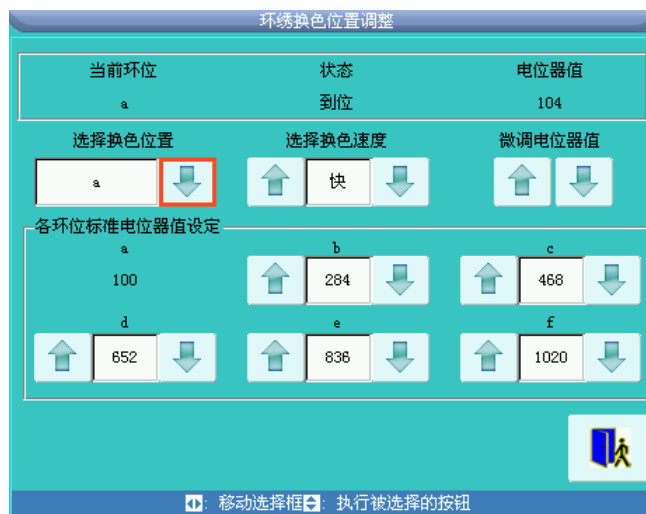 环绣换色位置调整
当前环位 状态 电位器值
a 到位 104
选择换色位置 选择换色速度 微调电位器值
a 快
各环位标准电位器值设定
a b c
100 284 468
d e f
652 836 1020
: 移动选择框 : 执行被选择的按钮